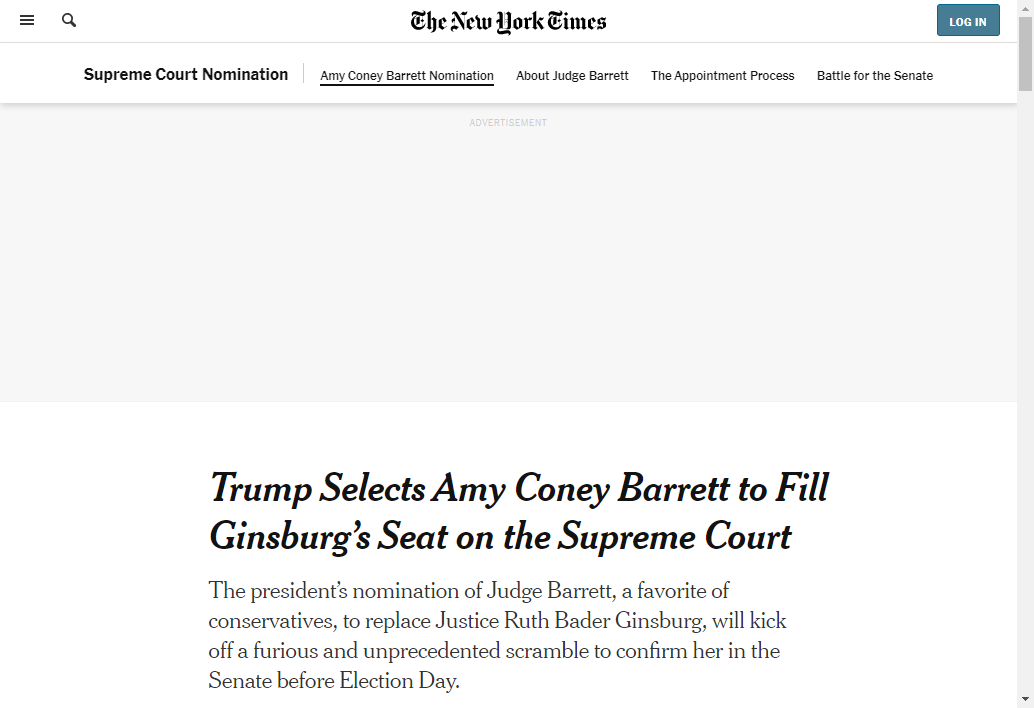 The New York Times
LOG IN
Supreme Court Nomination
Amy Coney Barrett Nomination
About Judge Barrett
The Appointment Process
Battle for the Senate
ADVERTISEMENT
Trump Selects Amy Coney Barrett to Fill
Ginsburg’s Seat on the Supreme Court
The president’s nomination of Judge Barrett, a favorite of
conservatives, to replace Justice Ruth Bader Ginsburg, will kick
off a furious and unprecedented scramble to confirm her in the
Senate before Election Day.